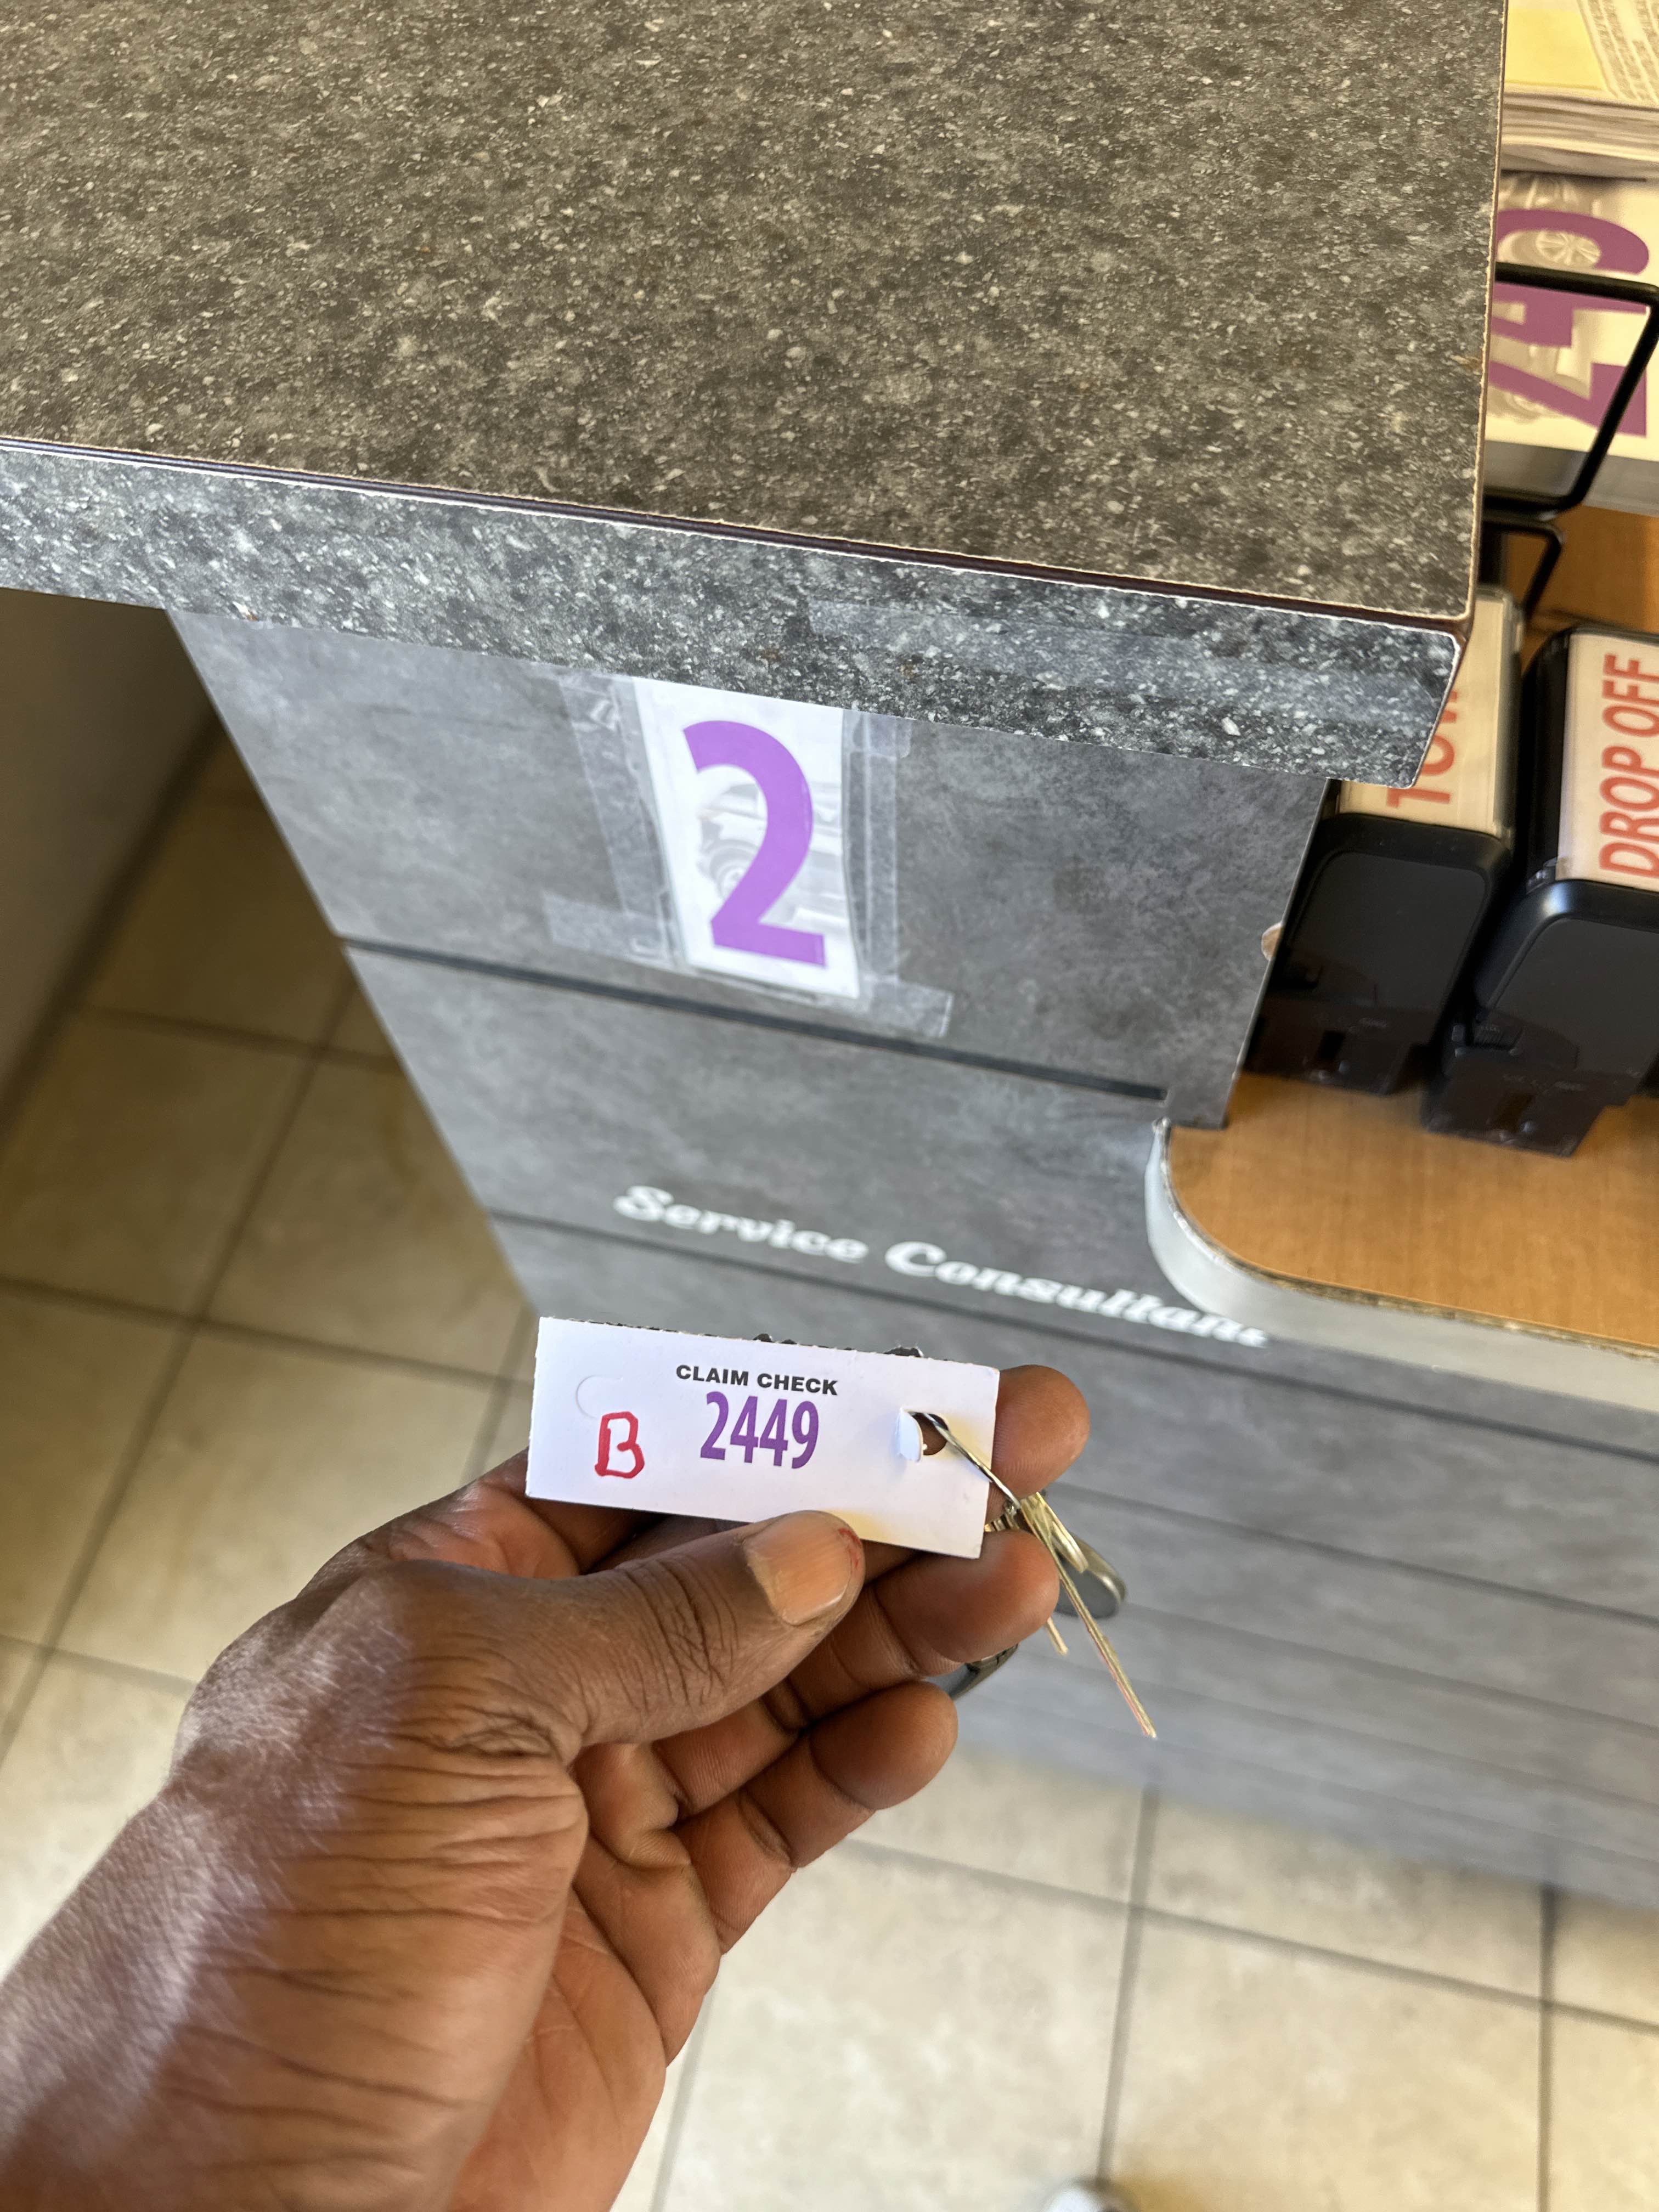 2
Service Consultant
CLAIM CHECK
B 2449
DROP OFF